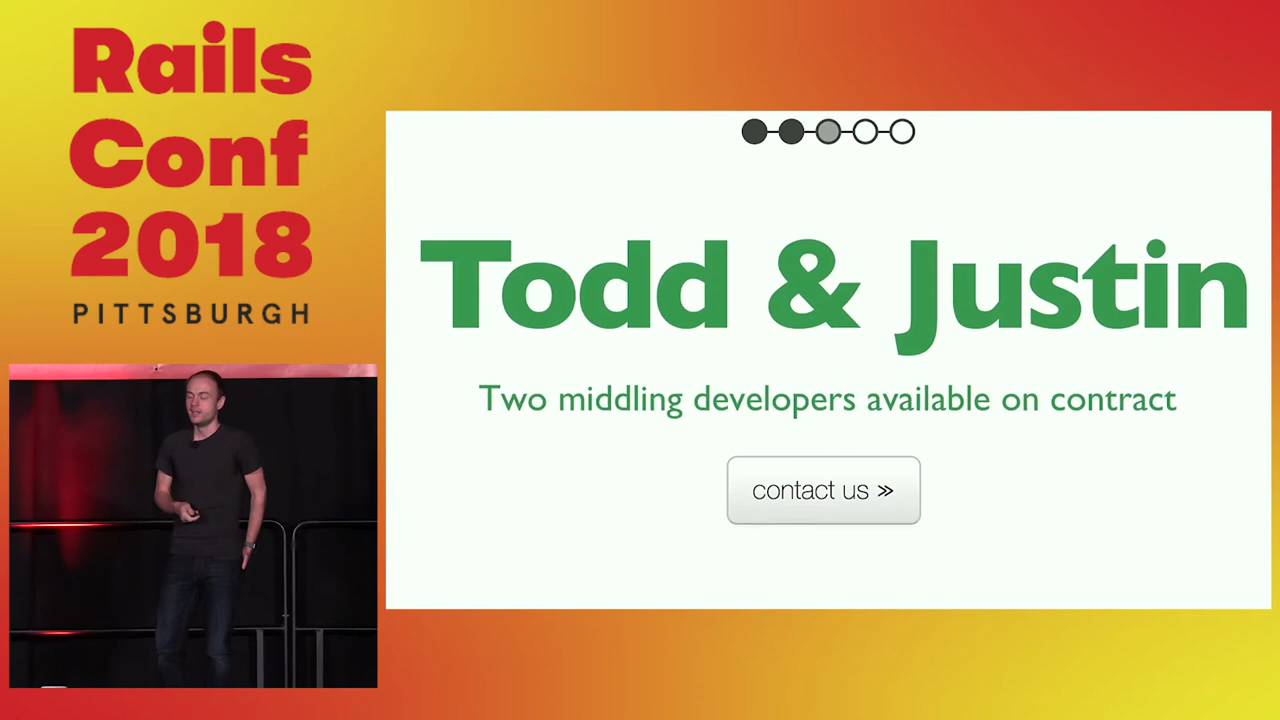 Rails
Conf
2018
PITTSBURGH
Todd & Justin
Two middling developers available on contract
contact us »